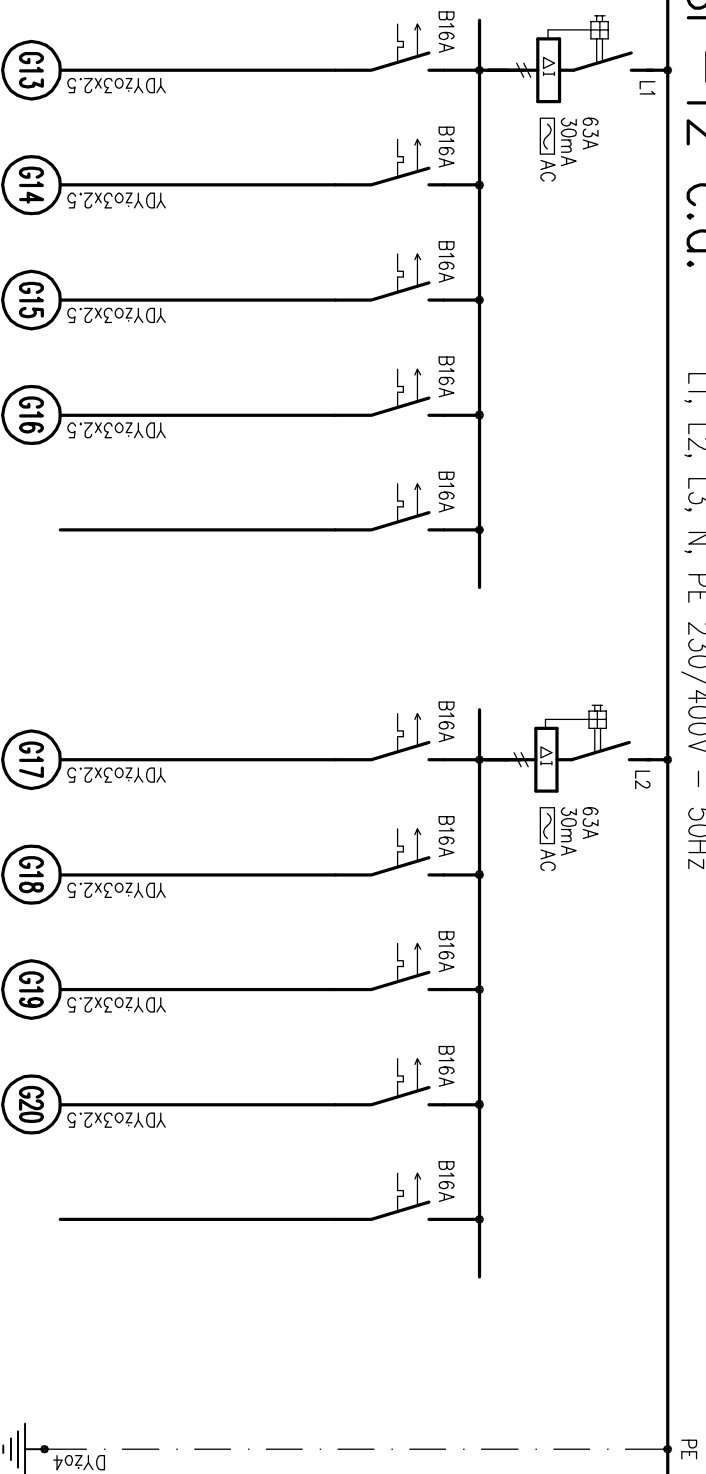 L1, L2, L3, N, PE 230/400V – 50Hz
L1
63A
30mA
AC
B16A
B16A
B16A
B16A
B16A
YDYżo3x2.5
YDYżo3x2.5
YDYżo3x2.5
YDYżo3x2.5
G13
G14
G15
G16
L2
63A
30mA
AC
B16A
B16A
B16A
B16A
B16A
YDYżo3x2.5
YDYżo3x2.5
YDYżo3x2.5
YDYżo3x2.5
G17
G18
G19
G20
ΔI
ΔI
PE
DYżo4